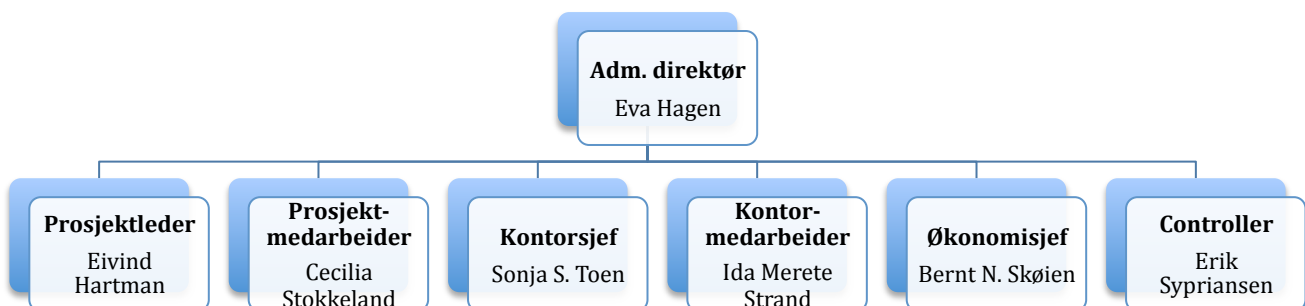 Adm. direktør
Eva Hagen
Prosjektleder
Eivind
Hartman
Prosjekt-
medarbeider
Cecilia
Stokkeland
Kontorsjef
Sonja S. Toen
Kontor-
medarbeider
Ida Merete
Strand
Økonomisjef
Bernt N. Skøien
Controller
Erik
Sypriansen